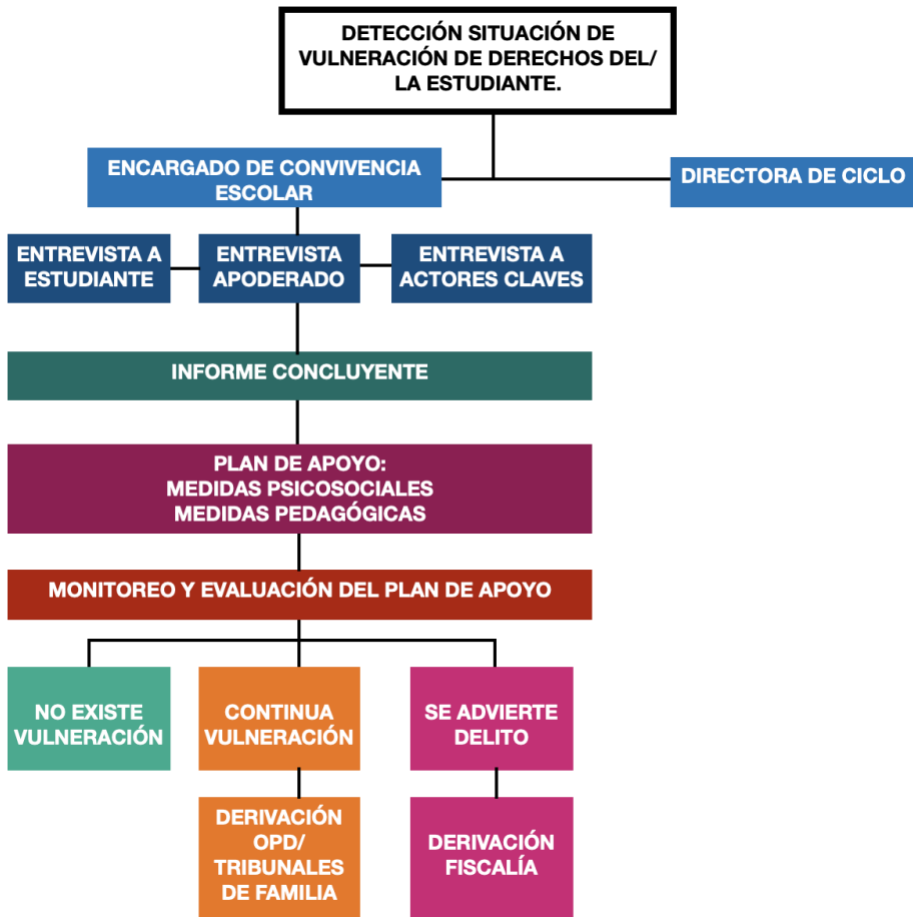 DETECCIÓN SITUACIÓN DE
VULNERACIÓN DE DERECHOS DEL/
LA ESTUDIANTE.
ENCARGADO DE CONVIVENCIA
ESCOLAR
DIRECTORA DE CICLO
ENTREVISTA A
ESTUDIANTE
ENTREVISTA
APODERADO
ENTREVISTA A
ACTORES CLAVES
INFORME CONCLUYENTE
PLAN DE APOYO:
MEDIDAS PSICOSOCIALES
MEDIDAS PEDAGÓGICAS
MONITOREO Y EVALUACIÓN DEL PLAN DE APOYO
NO EXISTE
VULNERACIÓN
CONTINUA
VULNERACIÓN
SE ADVIERTE
DELITO
DERIVACIÓN
OPD/
TRIBUNALES
DE FAMILIA
DERIVACIÓN
FISCALÍA